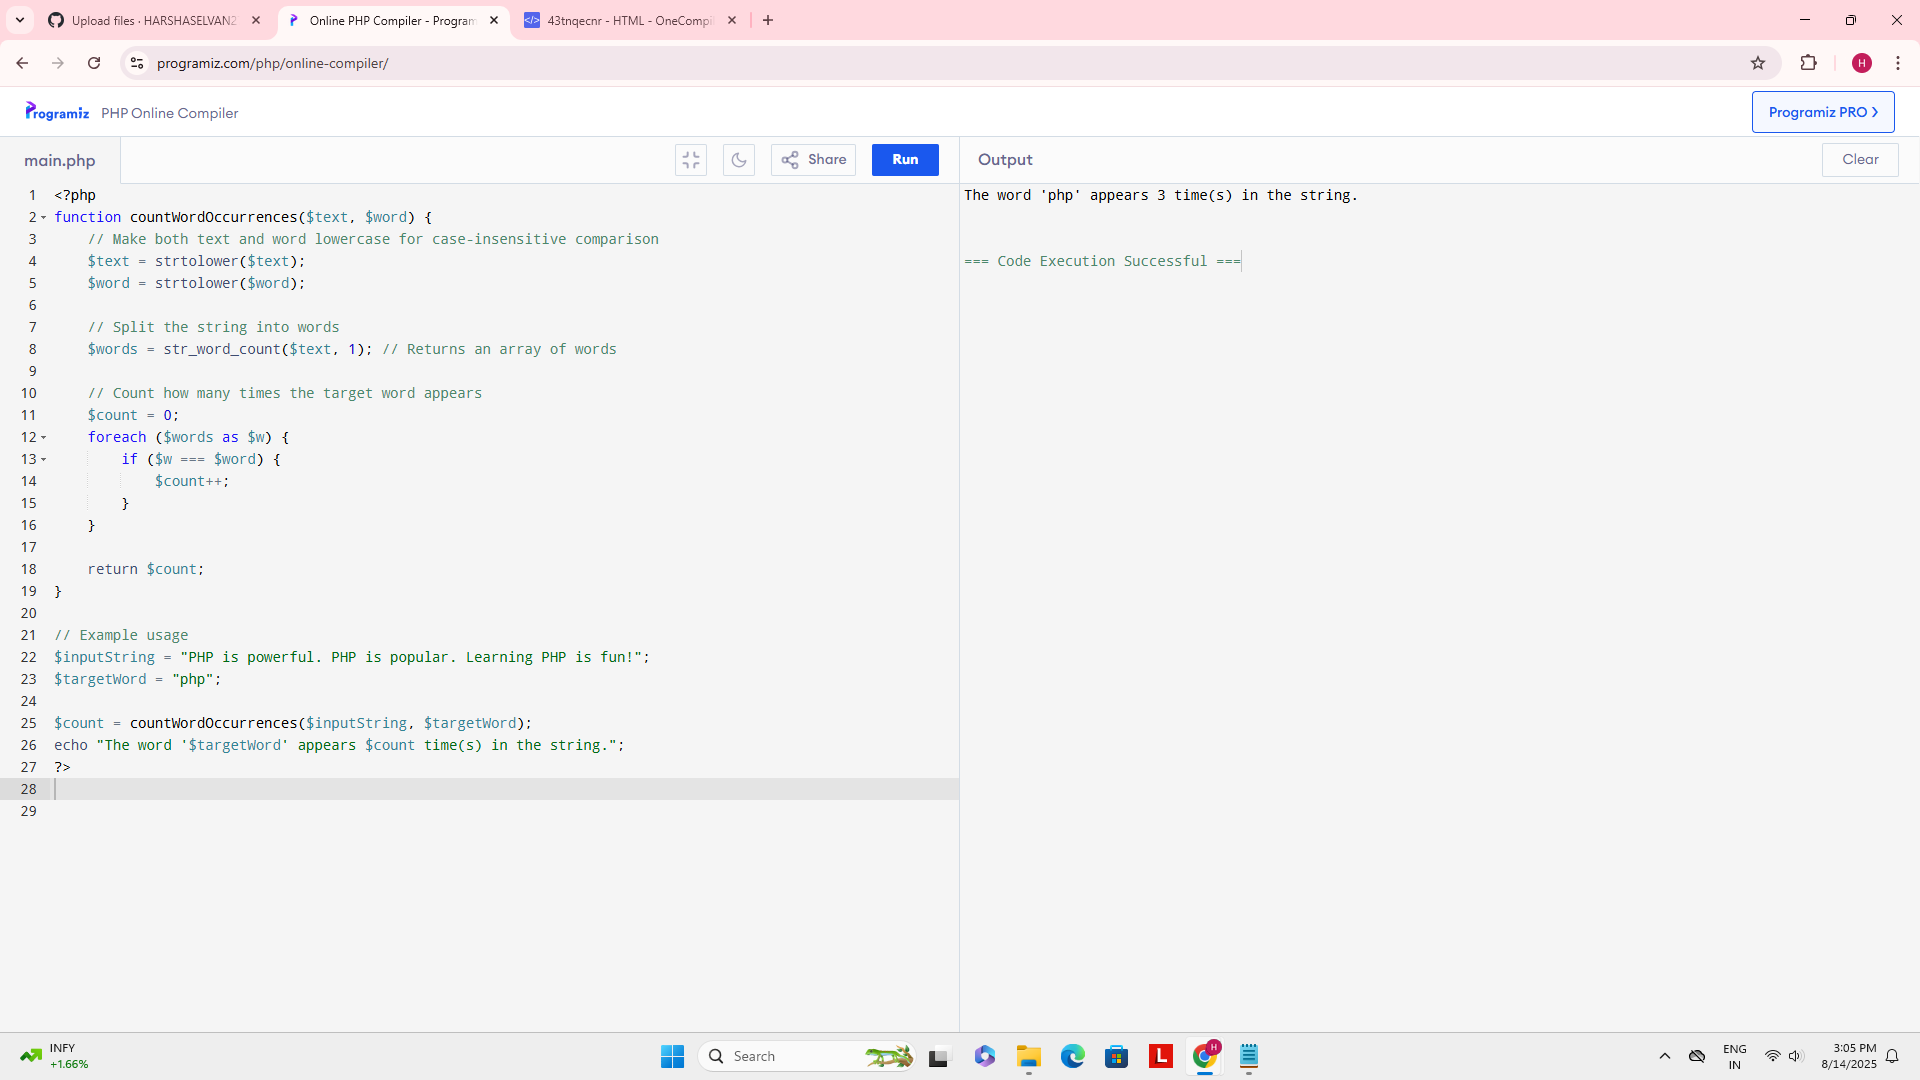 Upload files · HARSHASELVAN2
Online PHP Compiler - Program
43tnqecnr - HTML - OneCompil
programiz.com/php/online-compiler/
H
Programiz PHP Online Compiler
Programiz PRO ›
main.php
Share
Run
Output
Clear
1 <?php
2 function countWordOccurrences($text, $word) {
3     // Make both text and word lowercase for case-insensitive comparison
4     $text = strtolower($text);
5     $word = strtolower($word);
6
7     // Split the string into words
8     $words = str_word_count($text, 1); // Returns an array of words
9
10     // Count how many times the target word appears
11     $count = 0;
12     foreach ($words as $w) {
13         if ($w === $word) {
14             $count++;
15         }
16     }
17
18     return $count;
19 }
20
21 // Example usage
22 $inputString = "PHP is powerful. PHP is popular. Learning PHP is fun!";
23 $targetWord = "php";
24
25 $count = countWordOccurrences($inputString, $targetWord);
26 echo "The word '$targetWord' appears $count time(s) in the string.";
27 ?>
28
29
The word 'php' appears 3 time(s) in the string.
=== Code Execution Successful ===
INFY
+1.66%
Search
L
H
ENG
IN
3:05 PM
8/14/2025